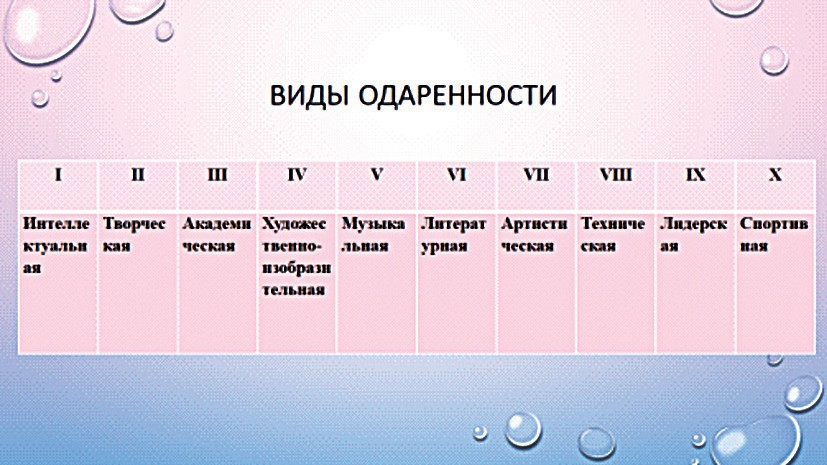 ВИДЫ ОДАРЕННОСТИ
I II III IV V VI VII VIII IX X
Интелле Творчес Академи Художес Музыка Литерат Артисти Техниче Лидерск Спортив
ктуальн кая ческая твенно- льная урная ческая ская ая ная
ая изобрази
тельная